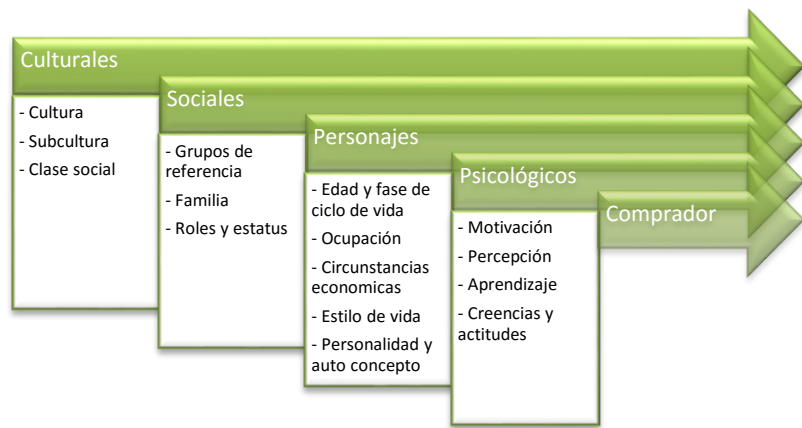 Culturales
- Cultura
- Subcultura
- Clase social
Sociales
- Grupos de
referencia
- Familia
- Roles y estatus
Personajes
- Edad y fase de
ciclo de vida
- Ocupación
- Circunstancias
economicas
- Estilo de vida
- Personalidad y
auto concepto
Psicológicos
- Motivación
- Percepción
- Aprendizaje
- Creencias y
actitudes
Comprador